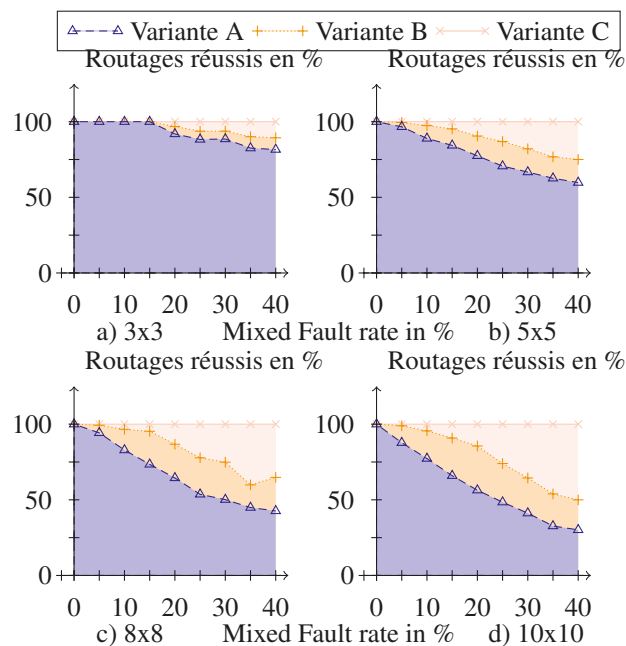 Variante A Variante B Variante C
Routages réussis en % Routages réussis en %
100 100
50 50
0 0
0 10 20 30 40 0 10 20 30 40
a) 3x3 Mixed Fault rate in % b) 5x5
Routages réussis en % Routages réussis en %
100 100
50 50
0 0
0 10 20 30 40 0 10 20 30 40
c) 8x8 Mixed Fault rate in % d) 10x10